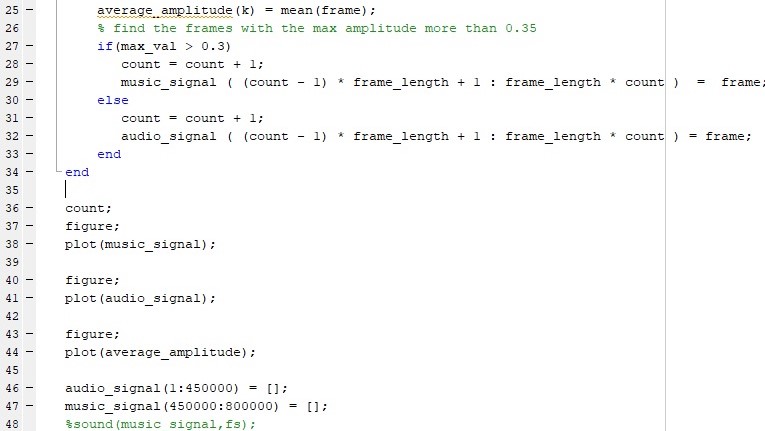 25 – average_amplitude(k) = mean(frame);
26 % find the frames with the max amplitude more than 0.35
27 – if(max_val > 0.3)
28 – count = count + 1;
29 – music_signal ( (count - 1) * frame_length + 1 : frame_length * count ) = frame;
30 – else
31 – count = count + 1;
32 – audio_signal ( (count - 1) * frame_length + 1 : frame_length * count ) = frame;
33 – end
34 – end
35
36 – count;
37 – figure;
38 – plot(music_signal);
39
40 – figure;
41 – plot(audio_signal);
42
43 – figure;
44 – plot(average_amplitude);
45
46 – audio_signal(1:450000) = [];
47 – music_signal(450000:800000) = [];
48 %sound(music_signal,fs);